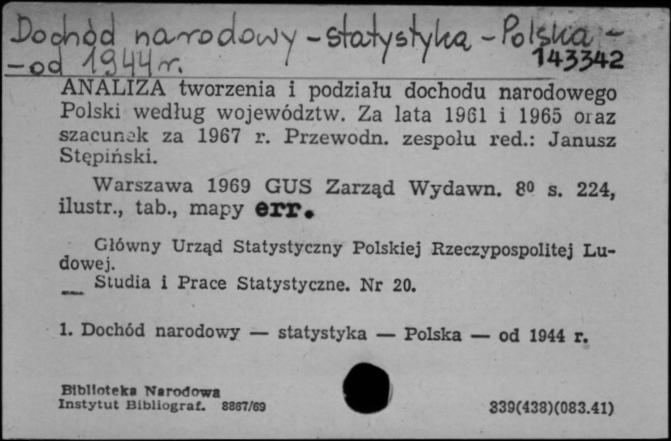 Dochód narodowy - statystyka - Polska -
- od 1944 r.
143342
ANALIZA tworzenia i podziału dochodu narodowego
Polski według województw. Za lata 1961 i 1965 oraz
szacunek za 1967 r. Przewodn. zespołu red.: Janusz
Stępiński.
Warszawa 1969 GUS Zarząd Wydawn. 8⁰ s. 224,
ilustr., tab., mapy err.
Główny Urząd Statystyczny Polskiej Rzeczypospolitej Lu-
dowej.
Studia i Prace Statystyczne. Nr 20.
1. Dochód narodowy — statystyka — Polska — od 1944 r.
Biblioteka Narodowa
Instytut Bibliograf. 8867/69
339(438)(083.41)